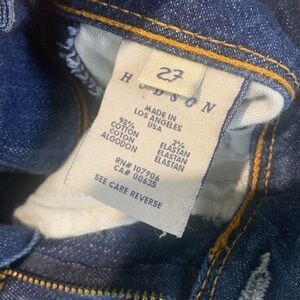 27
HUDSON
MADE IN
LOS ANGELES
USA
98% 2%
COTTON ELASTAN
COTON ELASTAN
ALGODON ELASTAN
RN# 107906
CA# 00635
SEE CARE REVERSE